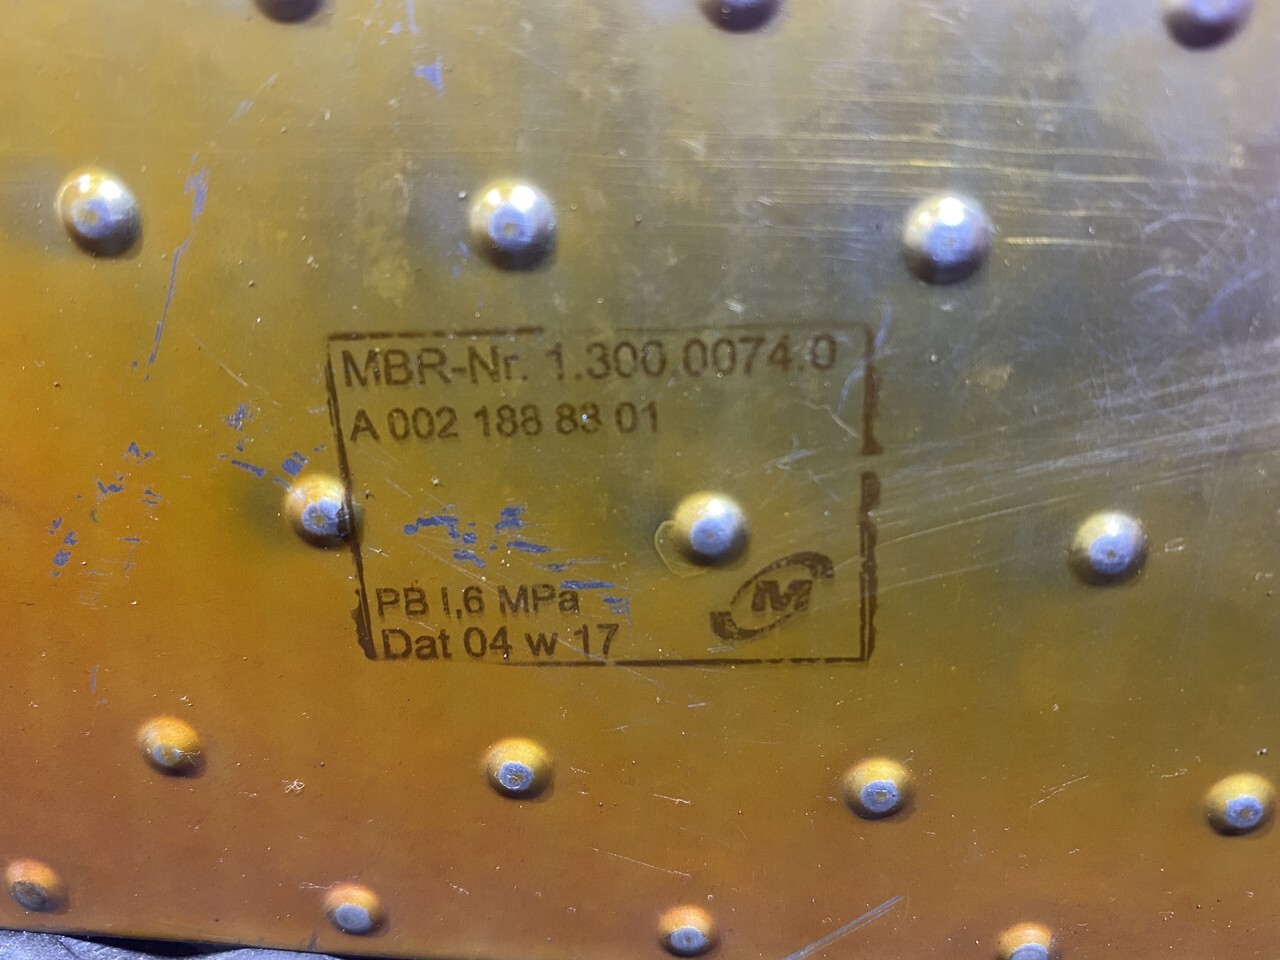 MBR-Nr. 1.300.0074.0
A 002 188 83 01
PB 1,6 MPa
Dat 04 w 17
M